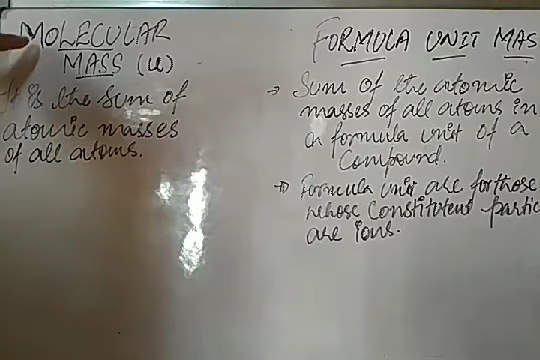 MOLECULAR
MASS (u)
It is the sum of
atomic masses
of all atoms.
FORMULA UNIT MAS
→ Sum of the atomic
masses of all atoms in
a formula unit of a
Compound.
→ Formula unit are for those
whose Constituent partic
are ions.